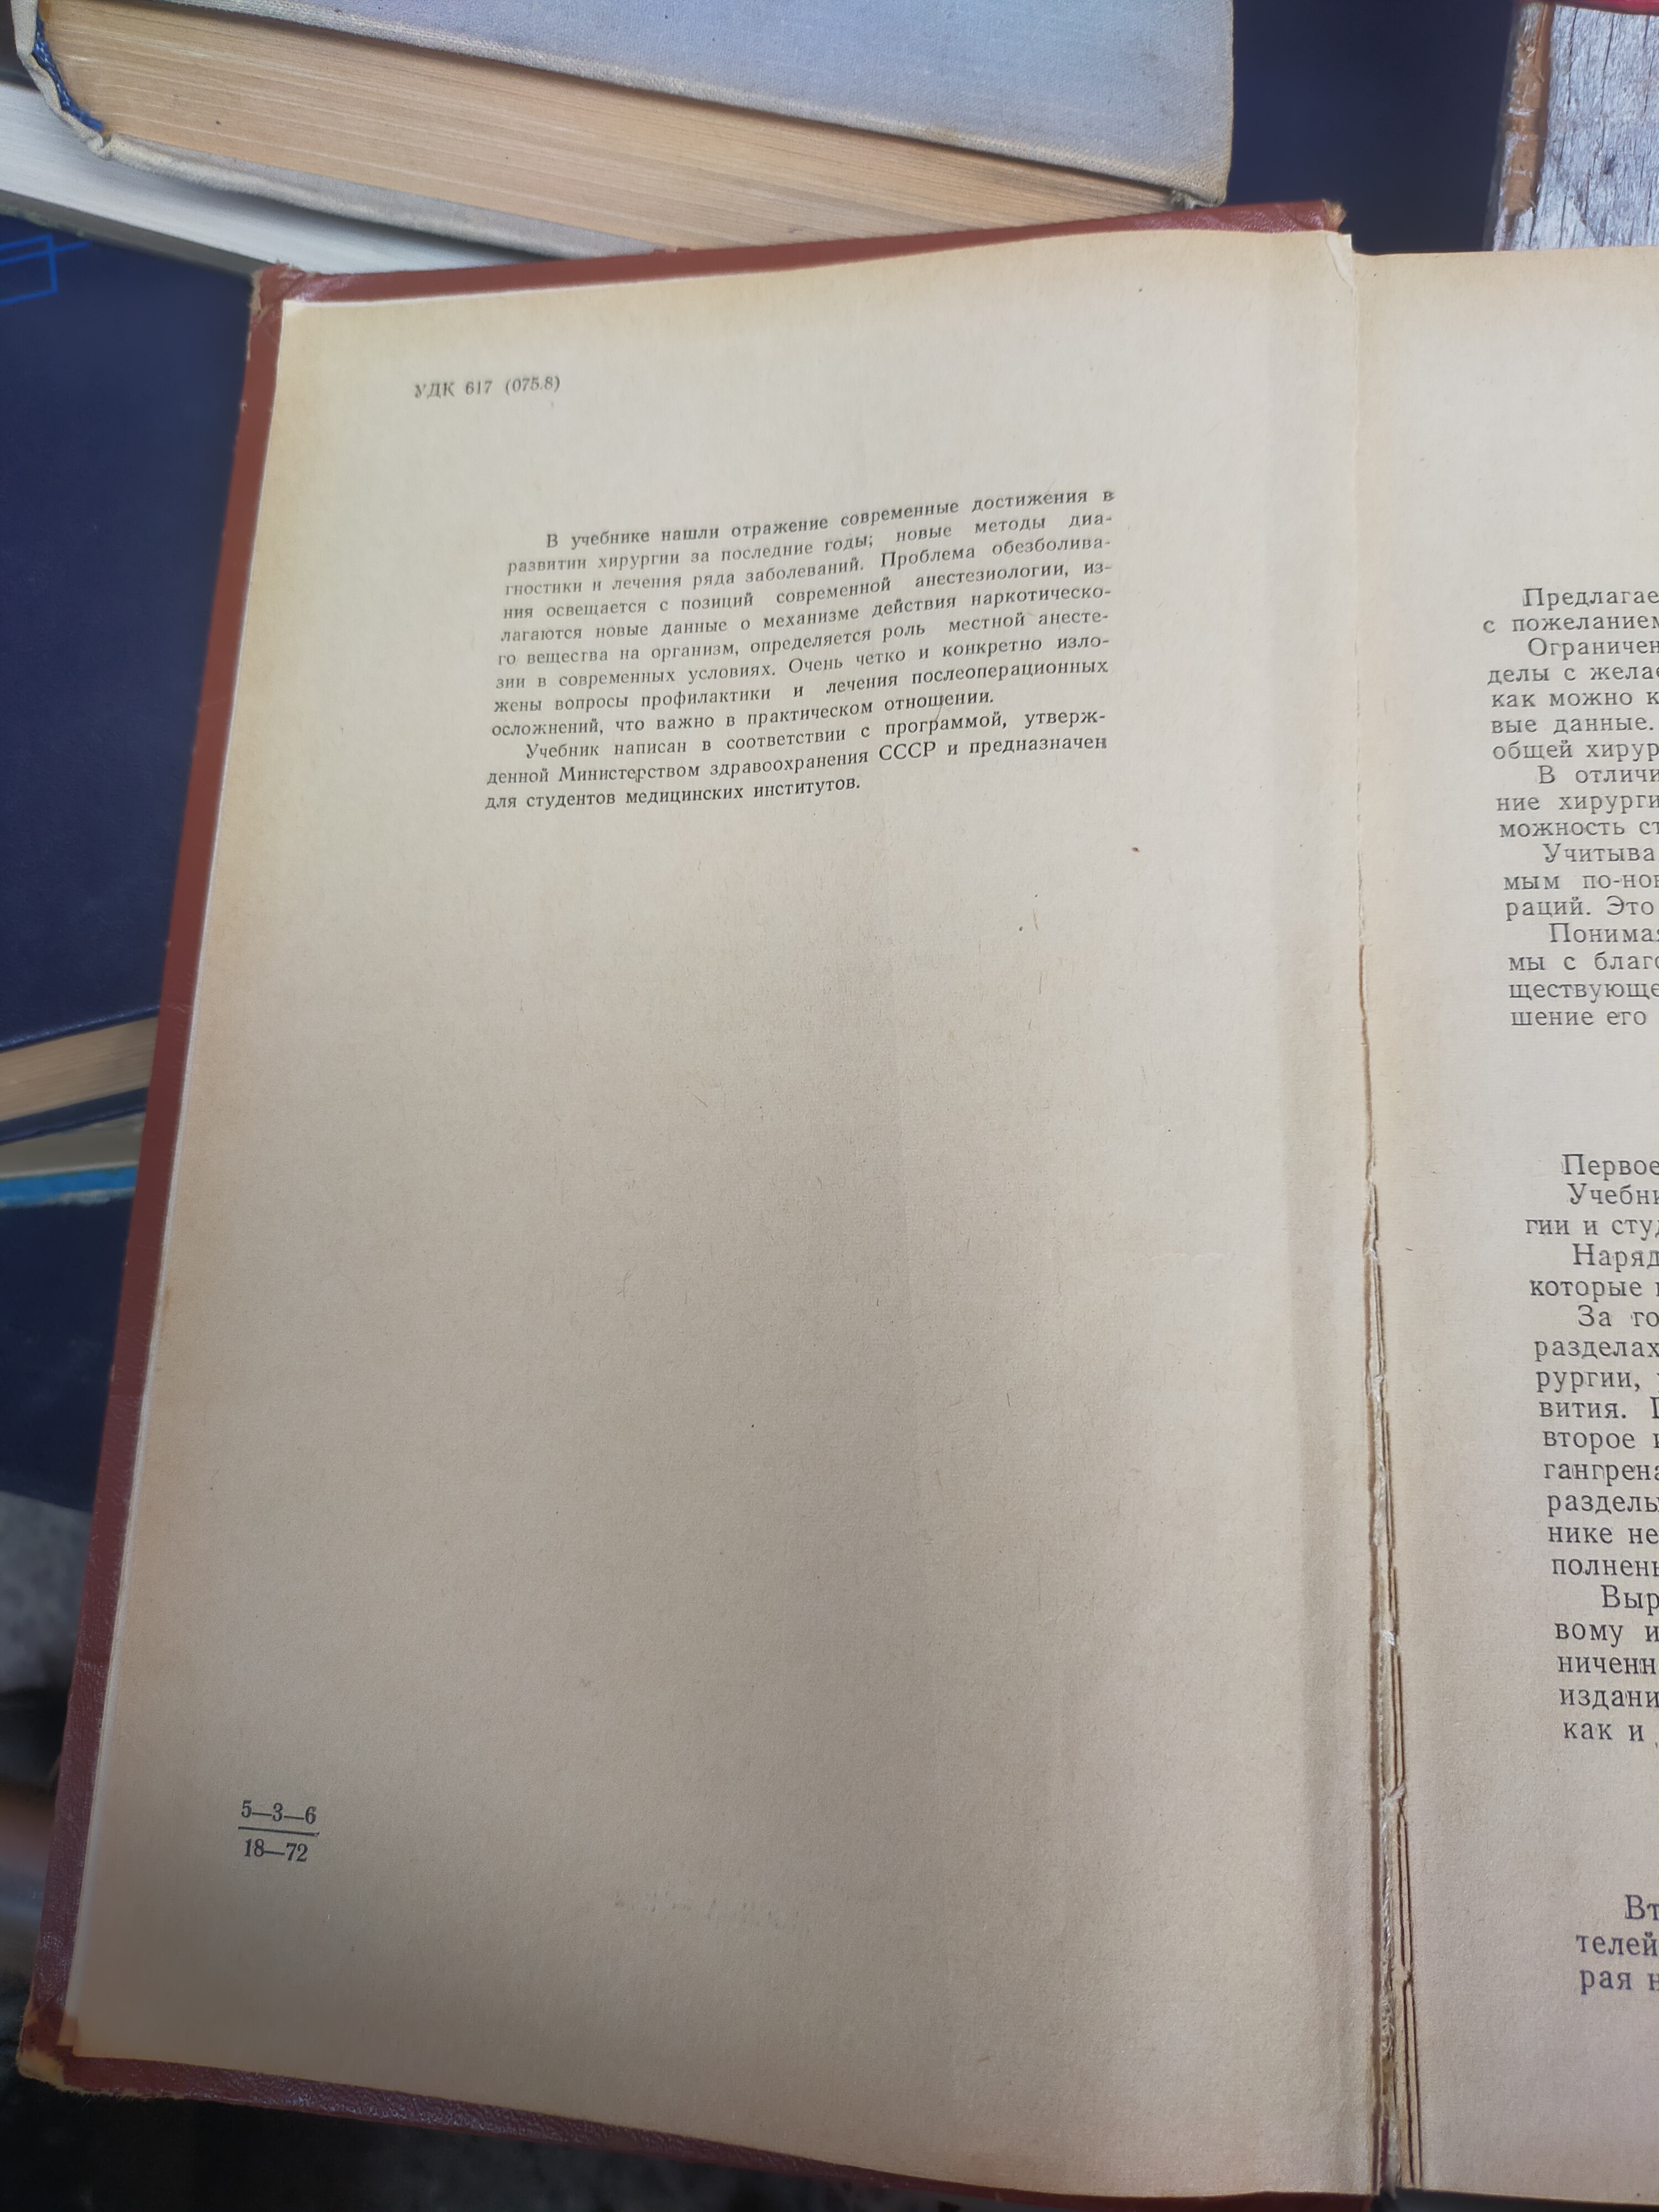 УДК 617 (075.8)
В учебнике нашли отражение современные достижения в
развитии хирургии за последние годы; новые методы диа-
гностики и лечения ряда заболеваний. Проблема обезболива-
ния освещается с позиций современной анестезиологии, из-
лагаются новые данные о механизме действия наркотическо-
го вещества на организм, определяется роль местной анесте-
зии в современных условиях. Очень четко и конкретно изло-
жены вопросы профилактики и лечения послеоперационных
осложнений, что важно в практическом отношении.
Учебник написан в соответствии с программой, утверж-
денной Министерством здравоохранения СССР и предназначен
для студентов медицинских институтов.
5—3—6
18—72
Предлагае
с пожеланием
Ограничен
делы с желае
как можно к
вые данные.
общей хирур
В отличи
ние хирурги
можность ст
Учитыва
мым по-нов
раций. Это
Понимая
мы с благо
ществующе
шение его
Первое
Учебни
гии и студ
Наряд
которые
За го
разделах
рургии,
вития.
второе и
гангрена
разделы
нике не
полнены
Выр
вому и
ниченн
издани
как и
Вт
телей
рая н